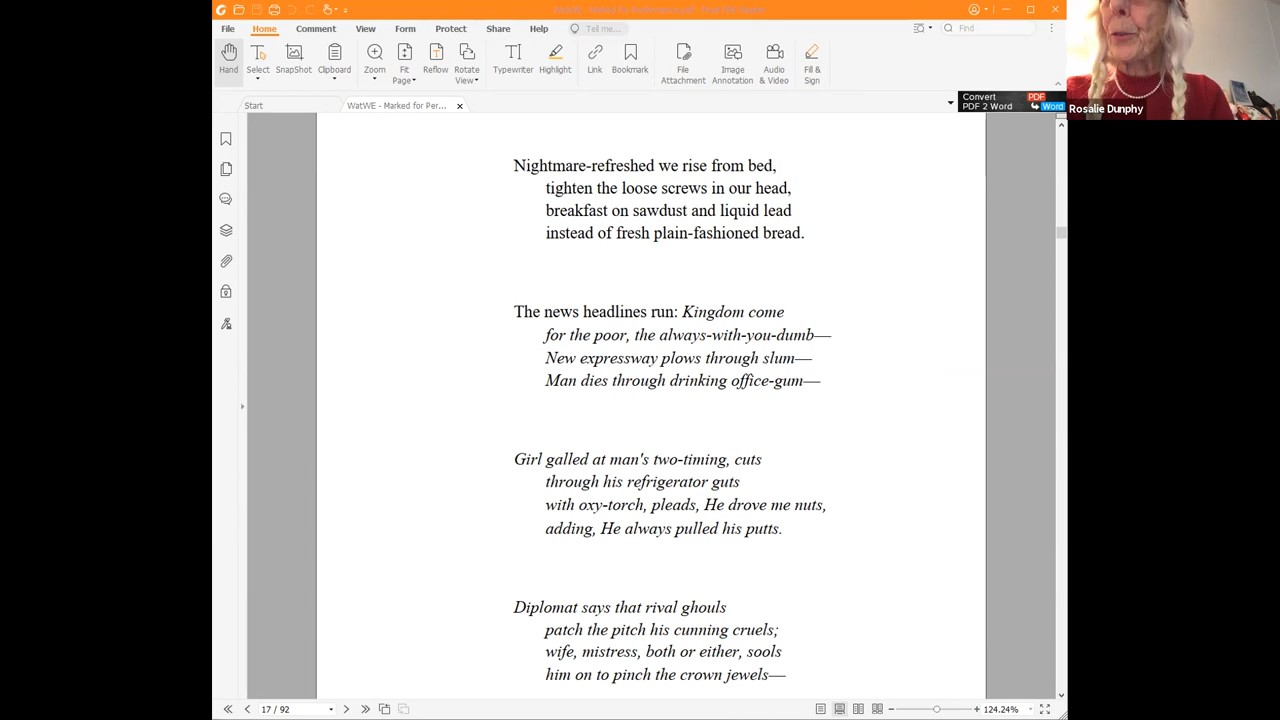 File Home Comment View Form Protect Share Help Tell me... Find
Hand Select SnapShot Clipboard Zoom Fit Page Reflow Rotate View Typewriter Highlight Link Bookmark File Attachment Image Annotation Audio & Video Fill & Sign
Start WatWE - Marked for Per... Convert PDF 2 Word PDF Word
Rosalie Dunphy
Nightmare-refreshed we rise from bed,
tighten the loose screws in our head,
breakfast on sawdust and liquid lead
instead of fresh plain-fashioned bread.
The news headlines run: Kingdom come
for the poor, the always-with-you-dumb—
New expressway plows through slum—
Man dies through drinking office-gum—
Girl galled at man's two-timing, cuts
through his refrigerator guts
with oxy-torch, pleads, He drove me nuts,
adding, He always pulled his putts.
Diplomat says that rival ghouls
patch the pitch his cunning cruels;
wife, mistress, both or either, sools
him on to pinch the crown jewels—
17 / 92 124.24%